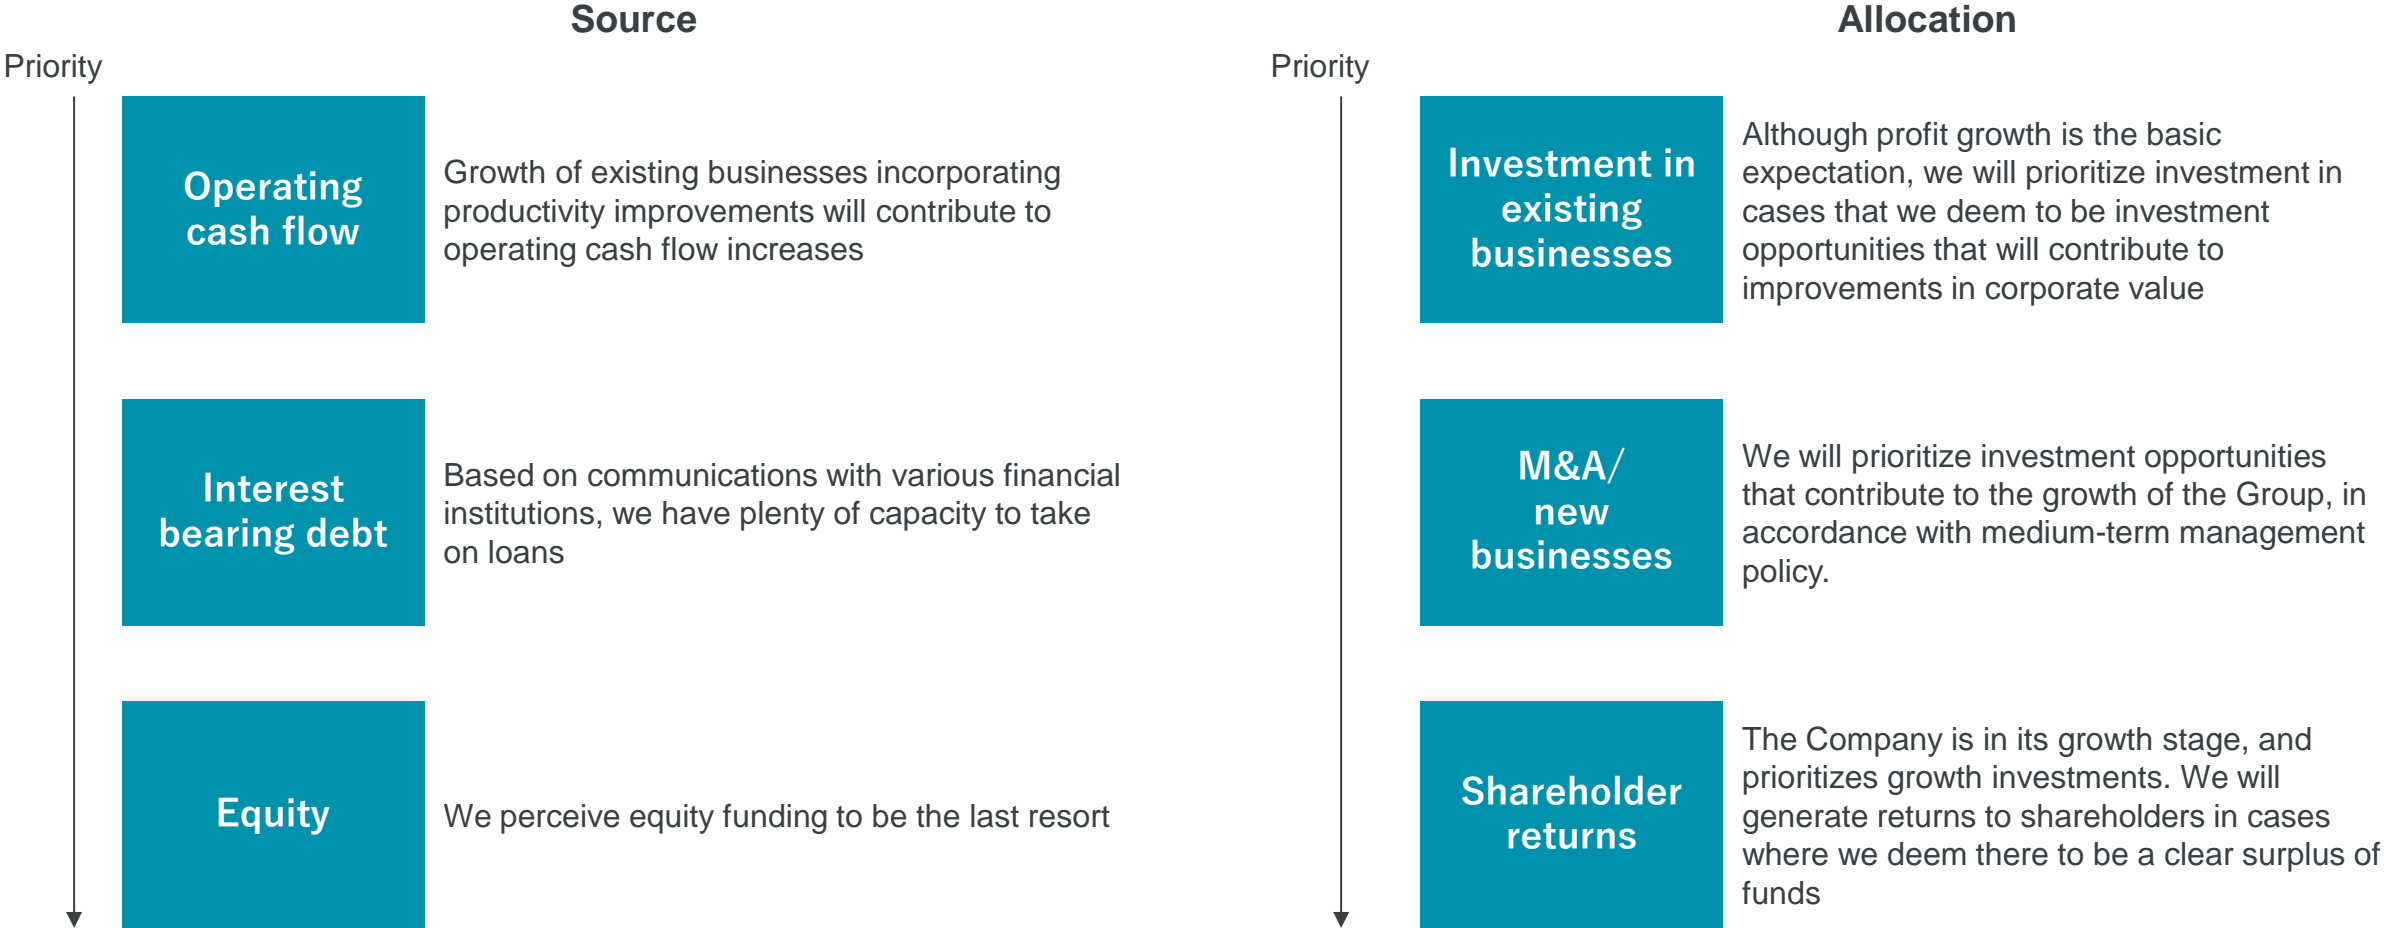 Source
Priority
Operating
cash flow
Growth of existing businesses incorporating
productivity improvements will contribute to
operating cash flow increases
Interest
bearing debt
Based on communications with various financial
institutions, we have plenty of capacity to take
on loans
Equity
We perceive equity funding to be the last resort
Allocation
Priority
Investment in
existing
businesses
Although profit growth is the basic
expectation, we will prioritize investment in
cases that we deem to be investment
opportunities that will contribute to
improvements in corporate value
M&A/
new
businesses
We will prioritize investment opportunities
that contribute to the growth of the Group, in
accordance with medium-term management
policy.
Shareholder
returns
The Company is in its growth stage, and
prioritizes growth investments. We will
generate returns to shareholders in cases
where we deem there to be a clear surplus of
funds